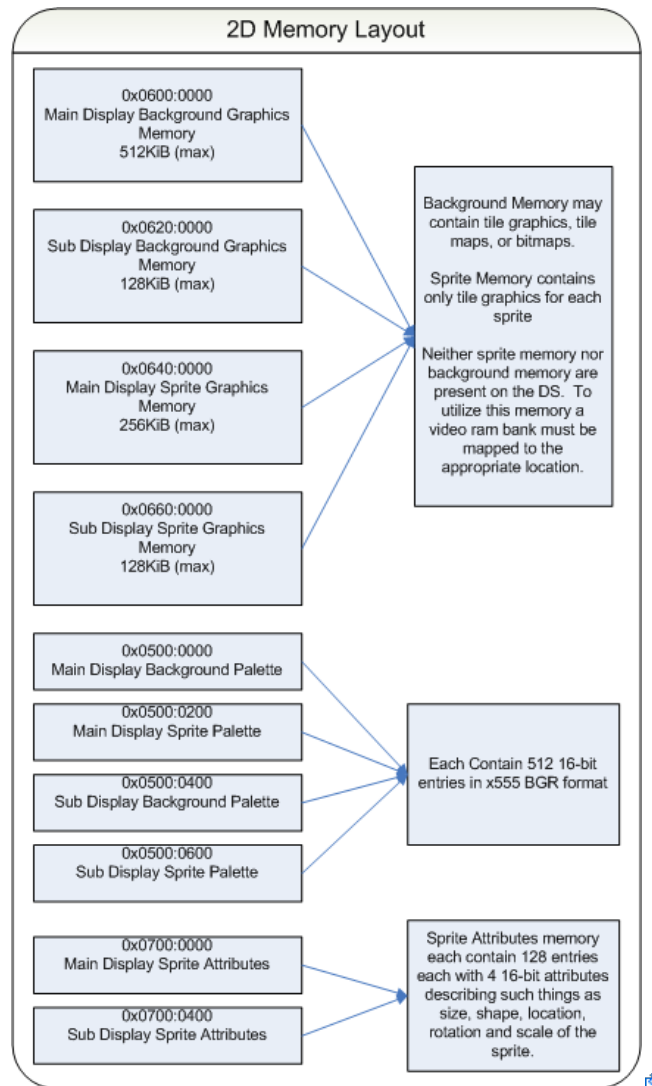 2D Memory Layout
0x0600:0000
Main Display Background Graphics
Memory
512KiB (max)
0x0620:0000
Sub Display Background Graphics
Memory
128KiB (max)
0x0640:0000
Main Display Sprite Graphics
Memory
256KiB (max)
0x0660:0000
Sub Display Sprite Graphics
Memory
128KiB (max)
Background Memory may
contain tile graphics, tile
maps, or bitmaps.
Sprite Memory contains
only tile graphics for each
sprite
Neither sprite memory nor
background memory are
present on the DS. To
utilize this memory a
video ram bank must be
mapped to the
appropriate location.
0x0500:0000
Main Display Background Palette
0x0500:0200
Main Display Sprite Palette
0x0500:0400
Sub Display Background Palette
0x0500:0600
Sub Display Sprite Palette
Each Contain 512 16-bit
entries in x555 BGR format
0x0700:0000
Main Display Sprite Attributes
0x0700:0400
Sub Display Sprite Attributes
Sprite Attributes memory
each contain 128 entries
each with 4 16-bit attributes
describing such things as
size, shape, location,
rotation and scale of the
sprite.